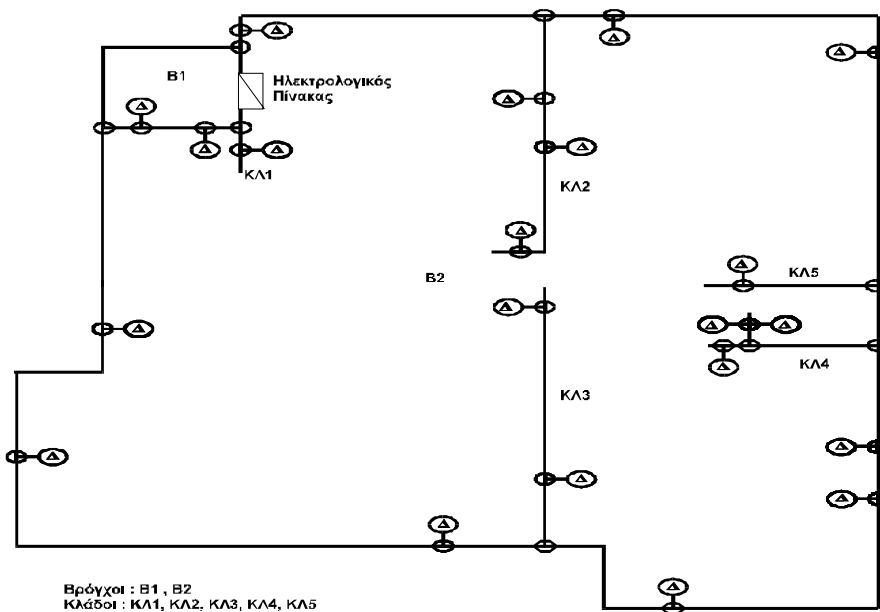 Β1
Ηλεκτρολογικός
Πίνακας
ΚΛ1
ΚΛ2
Β2
ΚΛ5
ΚΛ4
ΚΛ3
Βρόγχοι : Β1 , Β2
Κλάδοι : ΚΛ1, ΚΛ2, ΚΛ3, ΚΛ4, ΚΛ5